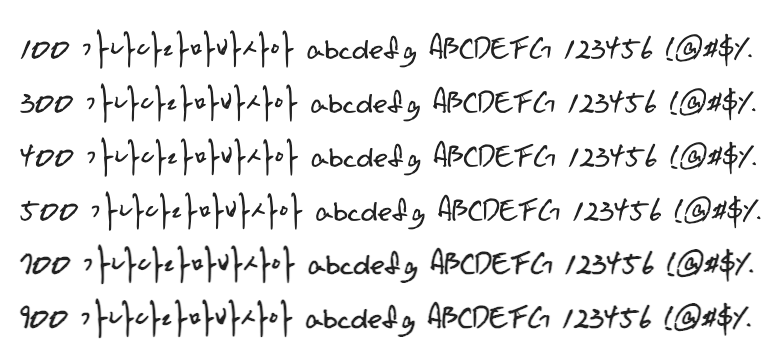 100 가나다라마바사아 abcdefg ABCDEFG 123456 !@#$%.
300 가나다라마바사아 abcdefg ABCDEFG 123456 !@#$%.
400 가나다라마바사아 abcdefg ABCDEFG 123456 !@#$%.
500 가나다라마바사아 abcdefg ABCDEFG 123456 !@#$%.
700 가나다라마바사아 abcdefg ABCDEFG 123456 !@#$%.
900 가나다라마바사아 abcdefg ABCDEFG 123456 !@#$%.